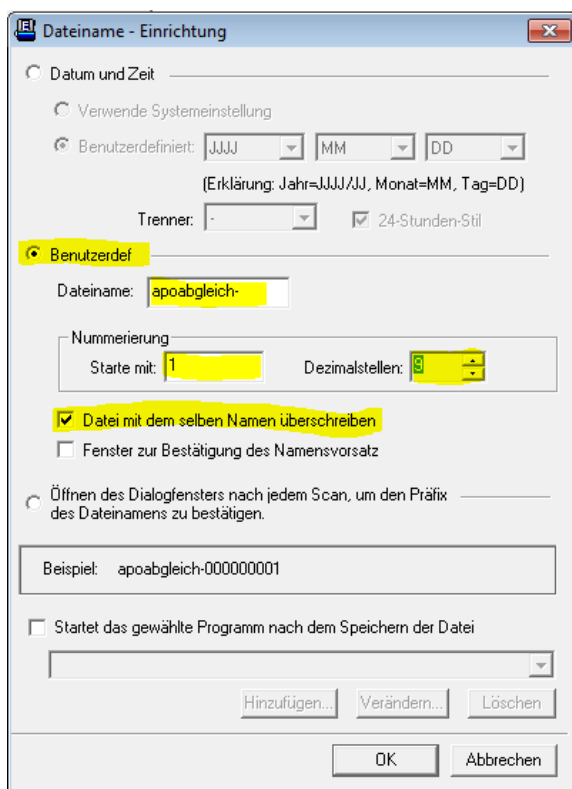 Dateiname - Einrichtung
Datum und Zeit
Verwende Systemeinstellung
Benutzerdefiniert: JJJJ MM DD
(Erklärung: Jahr=JJJJ/JJ, Monat=MM, Tag=DD)
Trenner: - 24-Stunden-Stil
Benutzerdef
Dateiname: apoabgleich-
Nummerierung
Starte mit: 1 Dezimalstellen: 9
Datei mit dem selben Namen überschreiben
Fenster zur Bestätigung des Namensvorsatz
Öffnen des Dialogfensters nach jedem Scan, um den Präfix
des Dateinamens zu bestätigen.
Beispiel: apoabgleich-000000001
Startet das gewählte Programm nach dem Speichern der Datei
Hinzufügen... Verändern... Löschen
OK Abbrechen